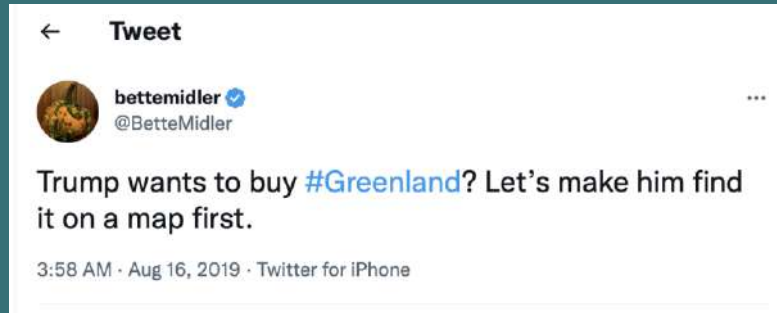 ← Tweet
bettemidler
@BetteMidler
...
Trump wants to buy #Greenland? Let's make him find
it on a map first.
3:58 AM · Aug 16, 2019 · Twitter for iPhone